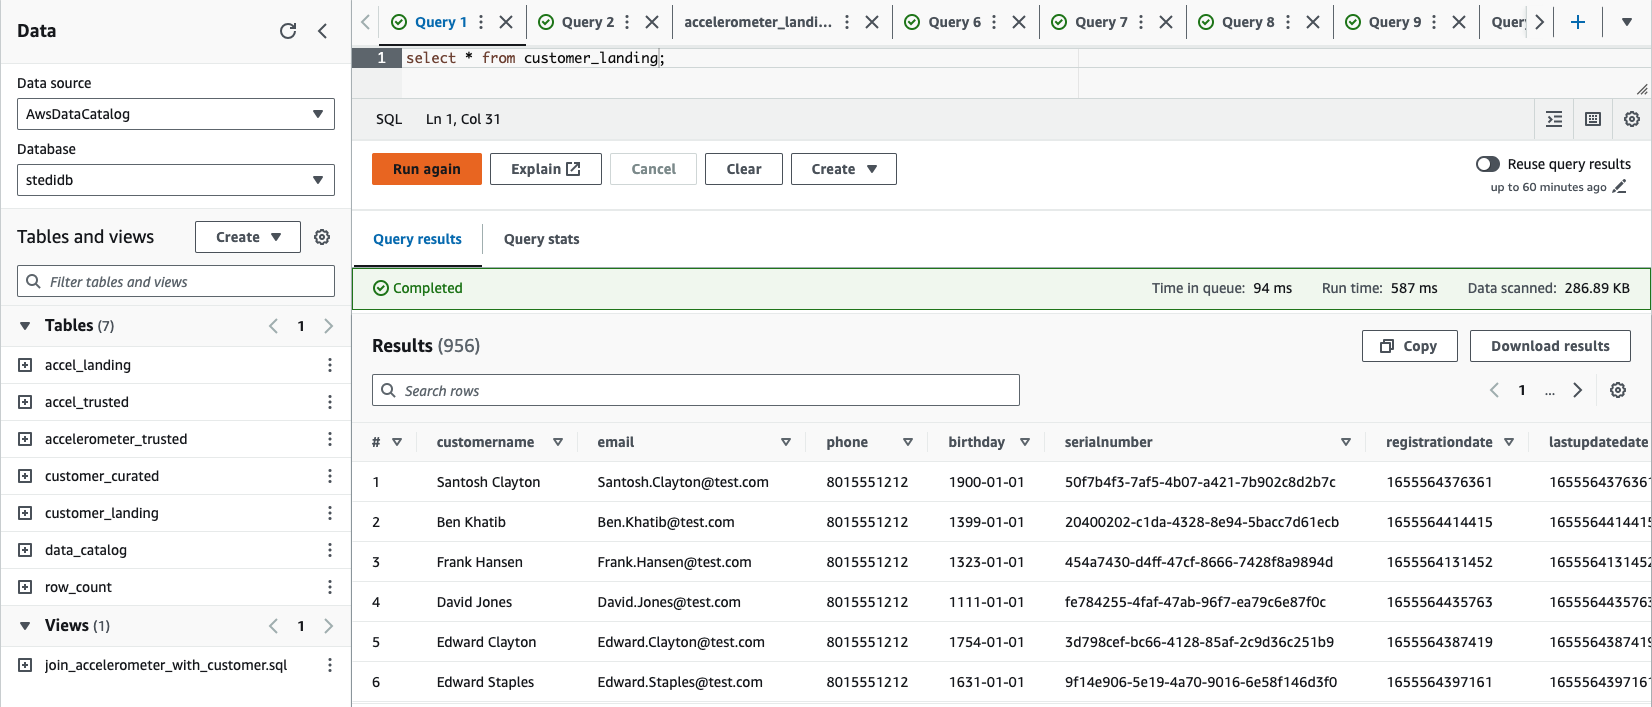 Data
Data source
AwsDataCatalog
Database
stedidb
Tables and views
Create
Filter tables and views
Tables (7)
1
accel_landing
accel_trusted
accelerometer_trusted
customer_curated
customer_landing
data_catalog
row_count
Views (1)
1
join_accelerometer_with_customer.sql
Query 1
Query 2
accelerometer_landi...
Query 6
Query 7
Query 8
Query 9
1 select * from customer_landing;
SQL Ln 1, Col 31
Run again
Explain
Cancel
Clear
Create
Reuse query results
up to 60 minutes ago
Query results
Query stats
Completed
Time in queue: 94 ms Run time: 587 ms Data scanned: 286.89 KB
Results (956)
Copy
Download results
Search rows
1 ...
# customername email phone birthday serialnumber registrationdate lastupdatedate
1 Santosh Clayton Santosh.Clayton@test.com 8015551212 1900-01-01 50f7b4f3-7af5-4b07-a421-7b902c8d2b7c 1655564376361 1655564376361
2 Ben Khatib Ben.Khatib@test.com 8015551212 1399-01-01 20400202-c1da-4328-8e94-5bacc7d61ecb 1655564414415 1655564414415
3 Frank Hansen Frank.Hansen@test.com 8015551212 1323-01-01 454a7430-d4ff-47cf-8666-7428f8a9894d 1655564131452 1655564131452
4 David Jones David.Jones@test.com 8015551212 1111-01-01 fe784255-4faf-47ab-96f7-ea79c6e87f0c 1655564435763 1655564435763
5 Edward Clayton Edward.Clayton@test.com 8015551212 1754-01-01 3d798cef-bc66-4128-85af-2c9d36c251b9 1655564387419 1655564387419
6 Edward Staples Edward.Staples@test.com 8015551212 1631-01-01 9f14e906-5e19-4a70-9016-6e58f146d3f0 1655564397161 1655564397161